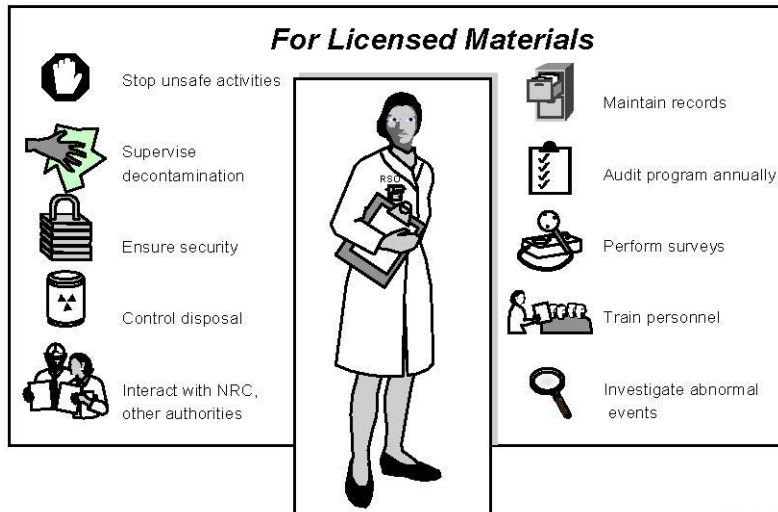 For Licensed Materials
Stop unsafe activities
Supervise
decontamination
Ensure security
Control disposal
Interact with NRC,
other authorities
RSO
Maintain records
Audit program annually
Perform surveys
Train personnel
Investigate abnormal
events